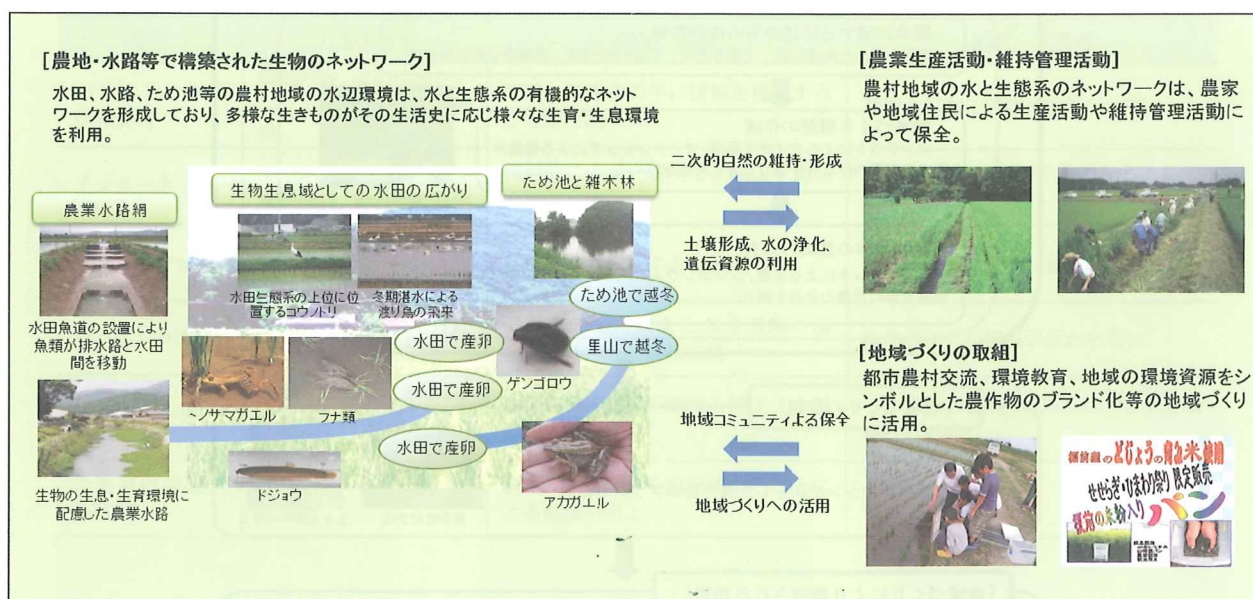 [農地・水路等で構築された生物のネットワーク]
水田、水路、ため池等の農村地域の水辺環境は、水と生態系の有機的なネット
ワークを形成しており、多様な生きものがその生活史に応じ様々な生育・生息環境
を利用。
農業水路網
生物生息域としての水田の広がり
ため池と雑木林
水田生態系の上位に位
置するコウノトリ
冬期湛水による
渡り鳥の飛来
水田魚道の設置により
魚類が排水路と水田
間を移動
ため池で越冬
里山で越冬
水田で産卵
水田で産卵
水田で産卵
ゲンゴロウ
トノサマガエル
フナ類
ドジョウ
アカガエル
生物の生息・生育環境に
配慮した農業水路
二次的自然の維持・形成
土壌形成、水の浄化、
遺伝資源の利用
地域コミュニティよる保全
地域づくりへの活用
[農業生産活動・維持管理活動]
農村地域の水と生態系のネットワークは、農家
や地域住民による生産活動や維持管理活動に
よって保全。
[地域づくりの取組]
都市農村交流、環境教育、地域の環境資源をシ
ンボルとした農作物のブランド化等の地域づくり
に活用。
どじょうの育む米使用
せせらぎ・ひまわり祭り 限定販売
米粉入り パン